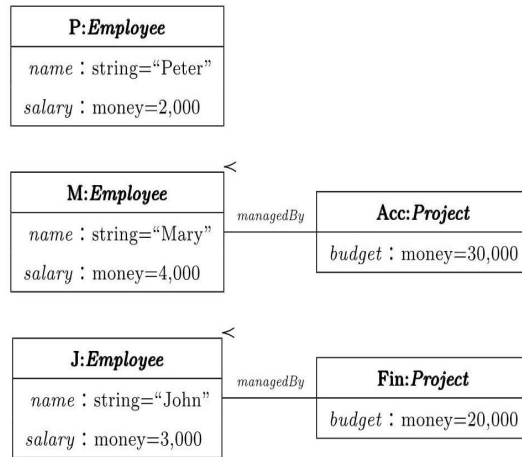 P:Employee
name : string=“Peter”
salary : money=2,000
M:Employee
name : string=“Mary”
salary : money=4,000
managedBy
Acc:Project
budget : money=30,000
J:Employee
name : string=“John”
salary : money=3,000
managedBy
Fin:Project
budget : money=20,000